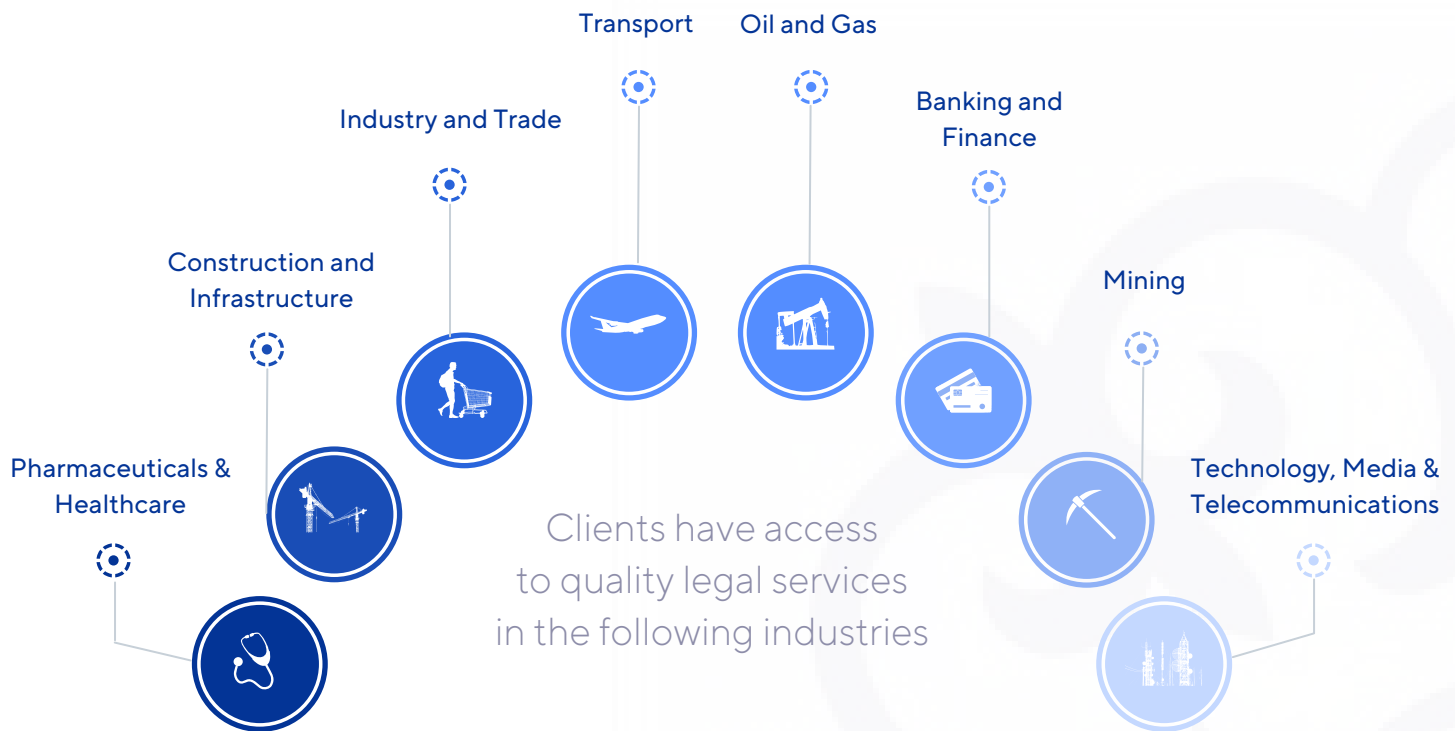 Transport
Oil and Gas
Industry and Trade
Banking and
Finance
Construction and
Infrastructure
Mining
Pharmaceuticals &
Healthcare
Technology, Media &
Telecommunications
Clients have access
to quality legal services
in the following industries